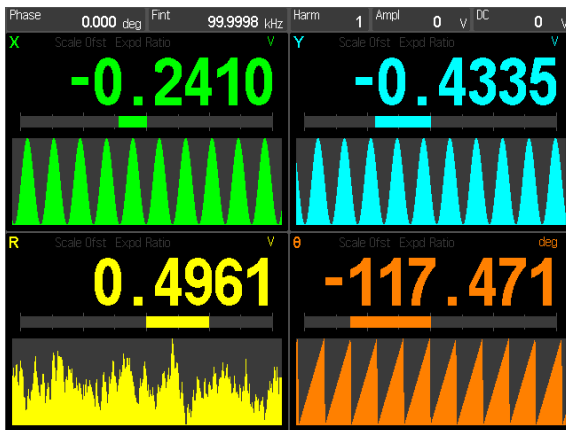 Phase 0.000 deg Fint 99.9998 kHz Harm 1 Ampl 0 V DC 0 V
X Scale Ofst Expd Ratio V
-0.2410
Y Scale Ofst Expd Ratio V
-0.4335
R Scale Ofst Expd Ratio V
0.4961
θ Scale Ofst Expd Ratio deg
-117.471